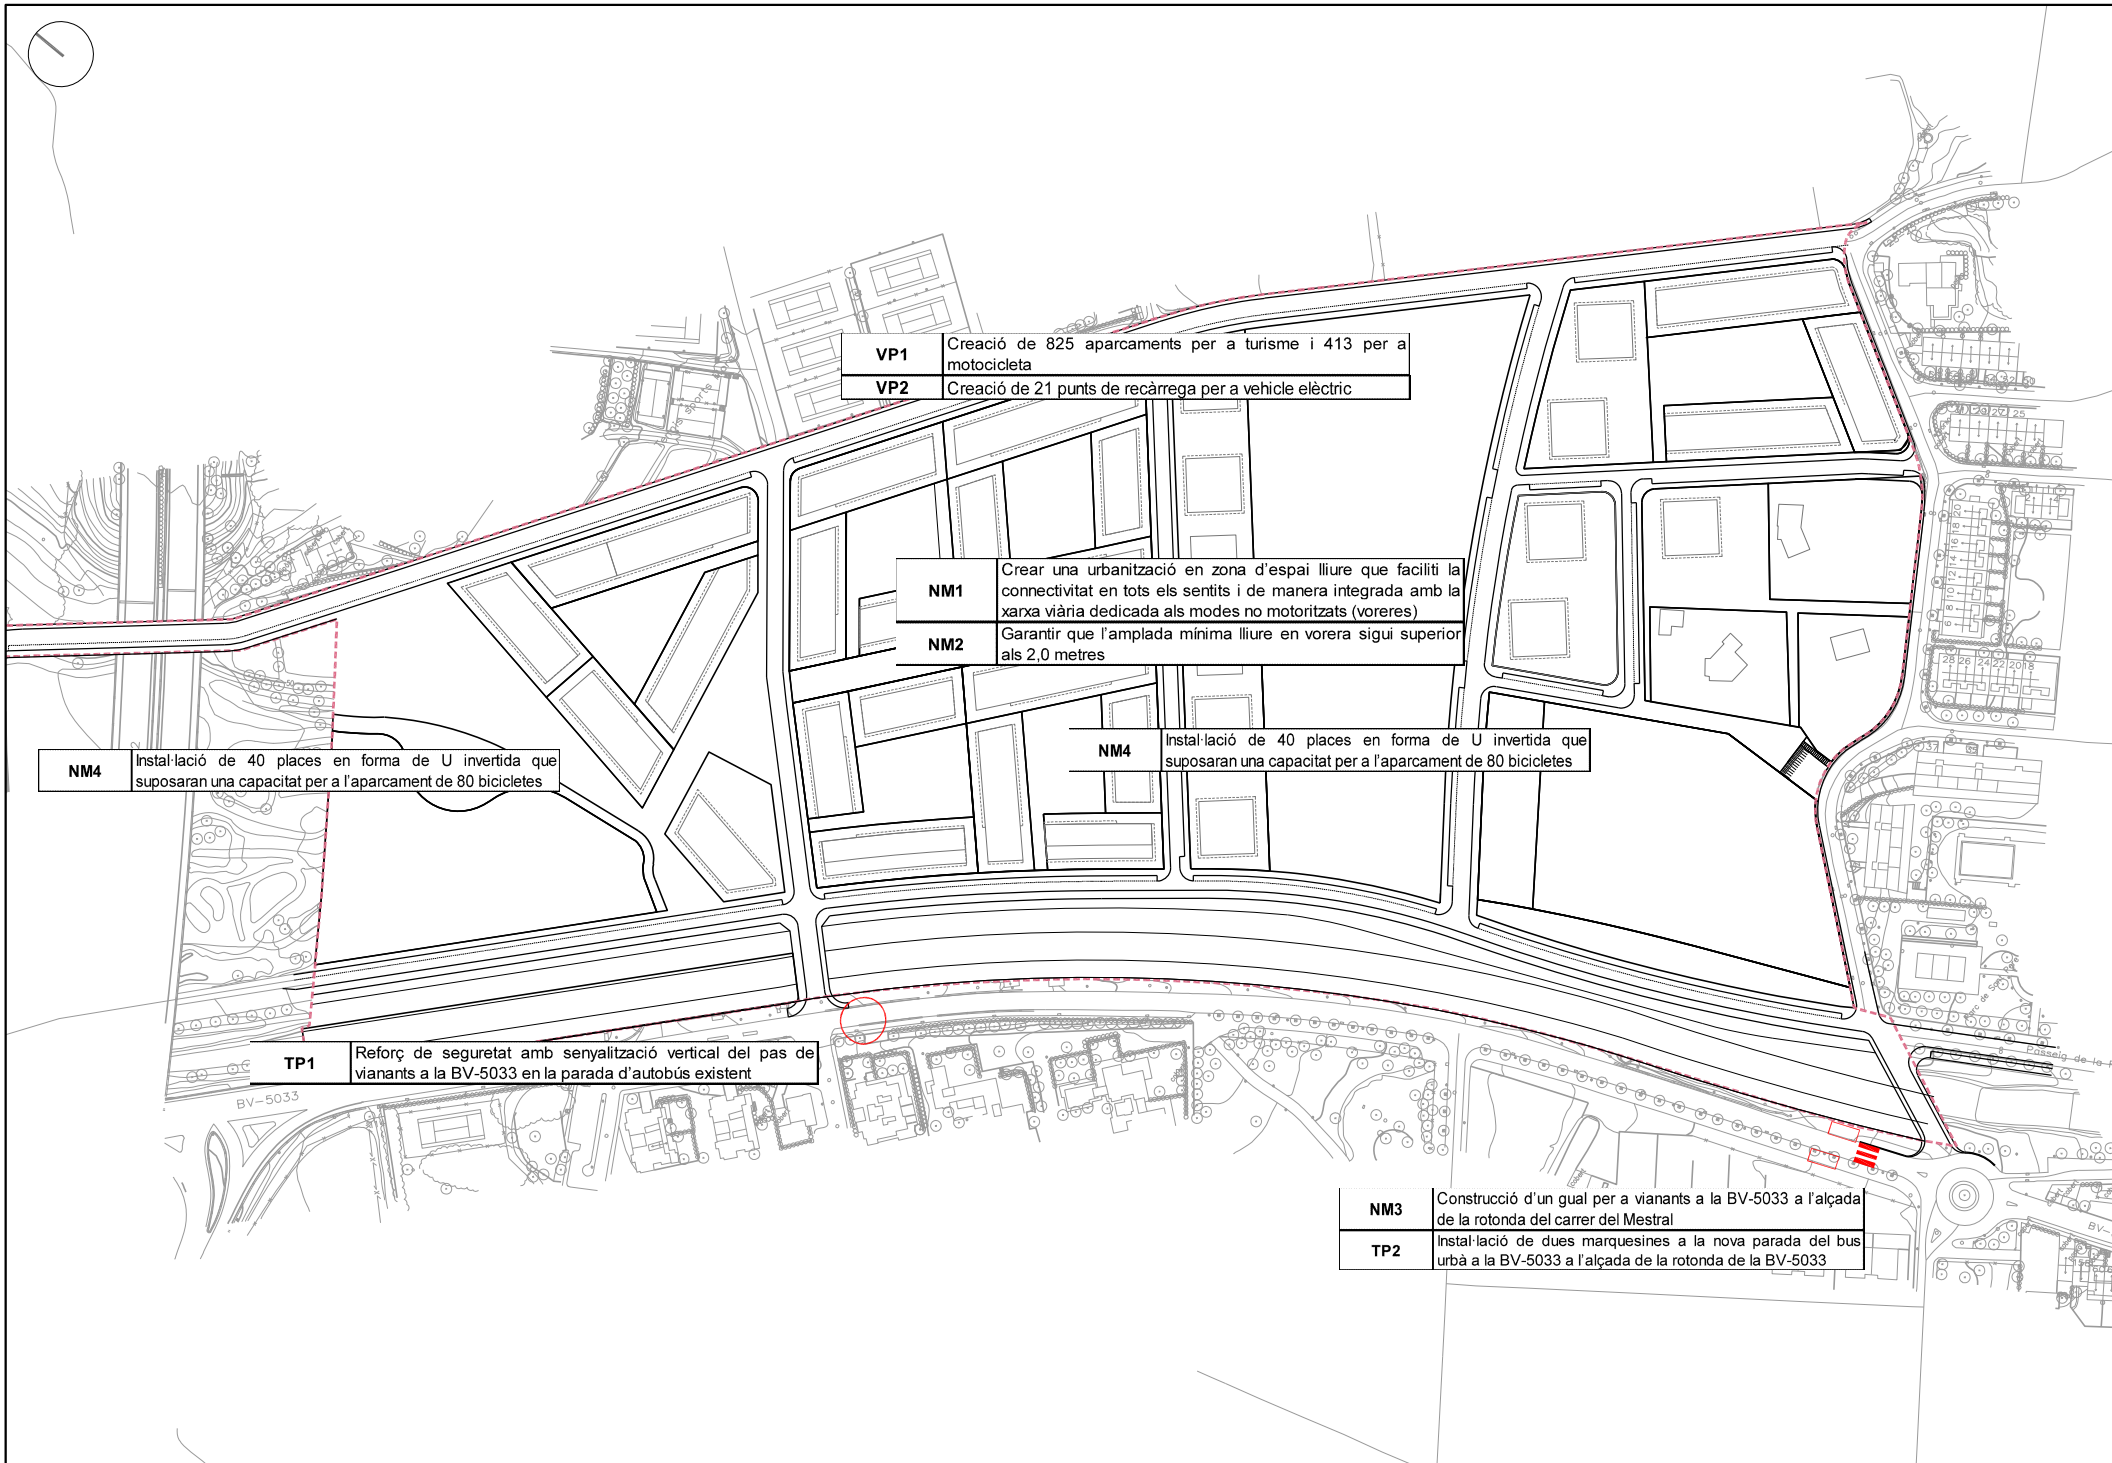 VP1
Creació de 825 aparcaments per a turisme i 413 per a
motocicleta
VP2
Creació de 21 punts de recàrrega per a vehicle elèctric
NM1
Crear una urbanització en zona d'espai lliure que faciliti la
connectivitat en tots els sentits i de manera integrada amb la
xarxa viària dedicada als modes no motoritzats (voreres)
NM2
Garantir que l'amplada mínima lliure en vorera sigui superior
als 2,0 metres
NM4
Instal·lació de 40 places en forma de U invertida que
suposaran una capacitat per a l'aparcament de 80 bicicletes
NM4
Instal·lació de 40 places en forma de U invertida que
suposaran una capacitat per a l'aparcament de 80 bicicletes
TP1
Reforç de seguretat amb senyalització vertical del pas de
vianants a la BV-5033 en la parada d'autobús existent
BV-5033
Passeig de la
NM3
Construcció d'un gual per a vianants a la BV-5033 a l'alçada
de la rotonda del carrer del Mestral
TP2
Instal·lació de dues marquesines a la nova parada del bus
urbà a la BV-5033 a l'alçada de la rotonda de la BV-5033